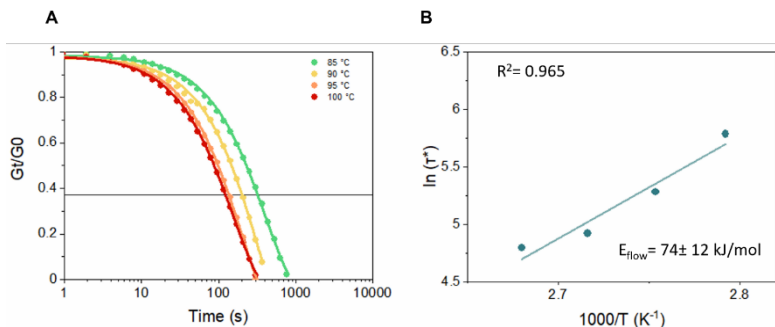 A
B
Gt/G0
1
0.8
0.6
0.4
0.2
0
1
10
100
1000
10000
Time (s)
85 °C
90 °C
95 °C
100 °C
ln (τ*)
6.5
6
5.5
5
4.5
2.7
2.8
1000/T (K⁻¹)
R²= 0.965
E_flow= 74± 12 kJ/mol